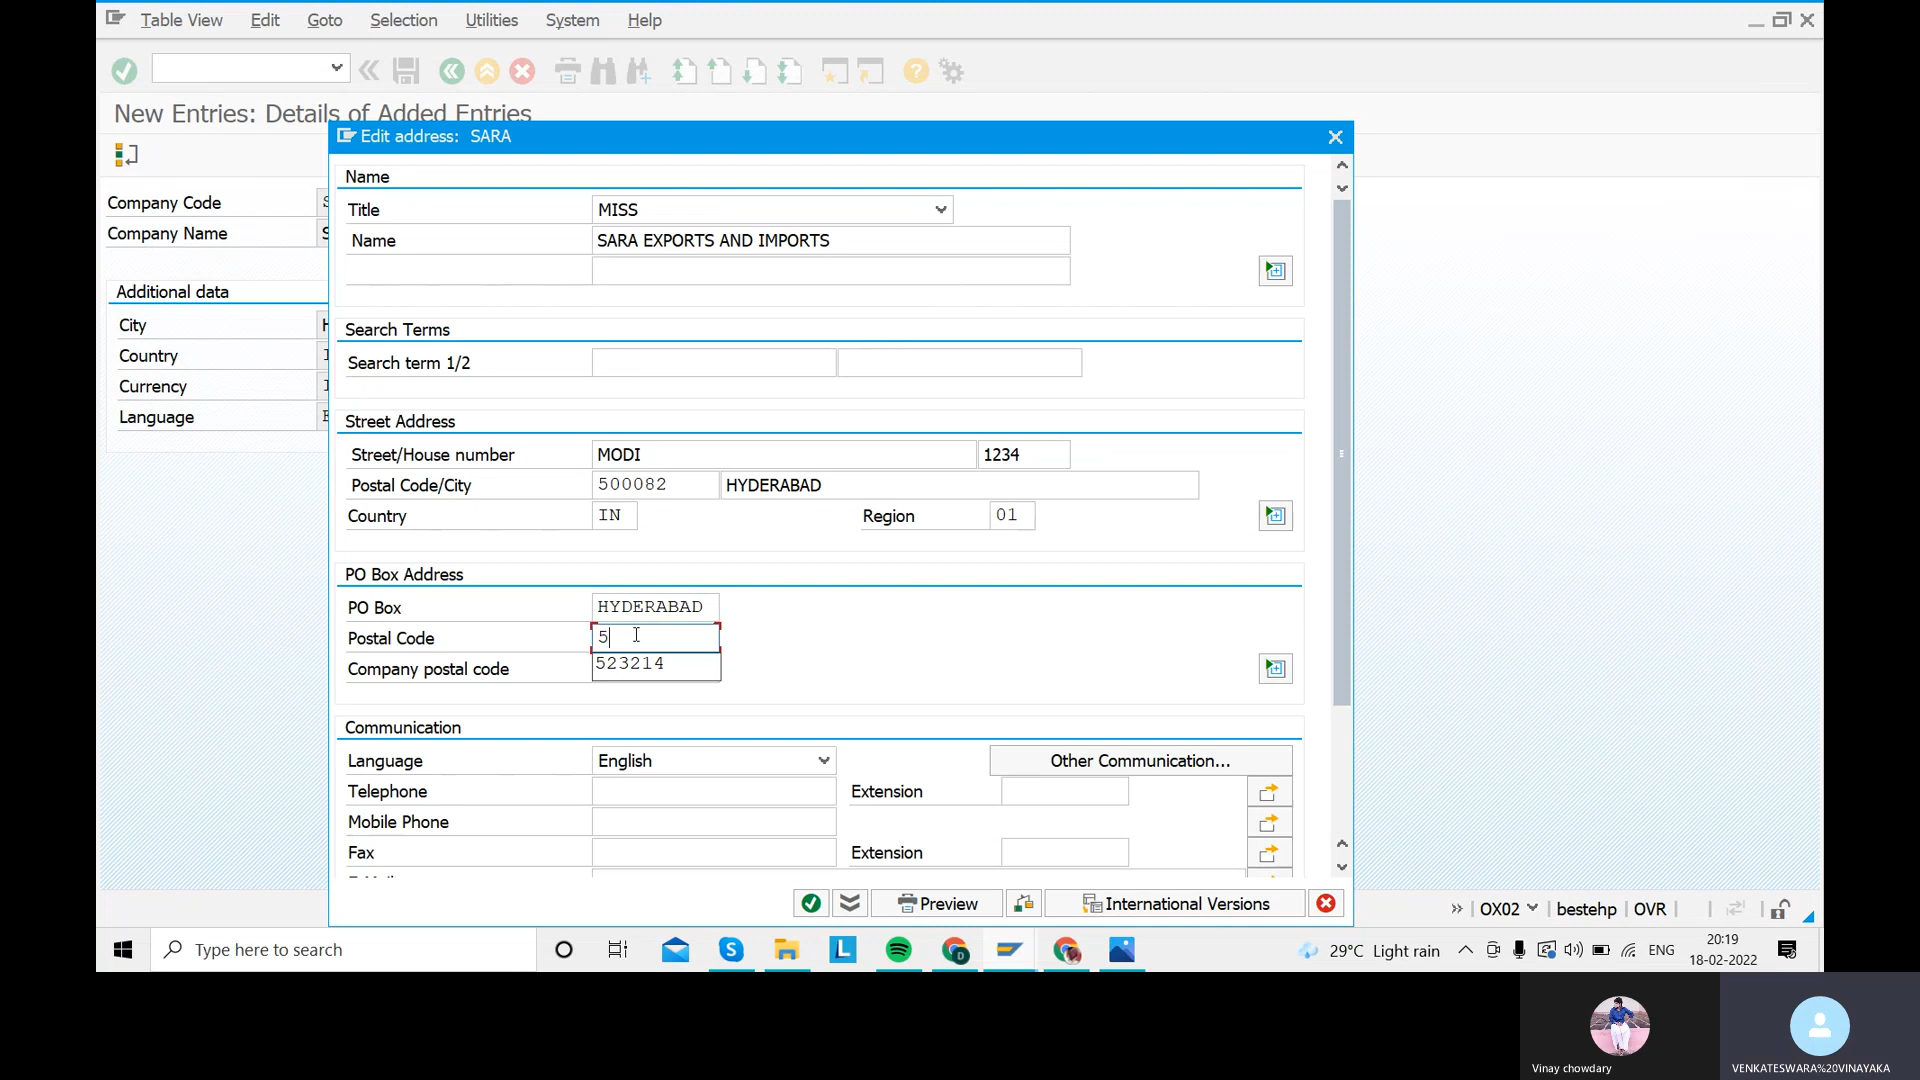 Table View Edit Goto Selection Utilities System Help
New Entries: Details of Added Entries
Edit address: SARA
Company Code
Company Name
Additional data
City
Country
Currency
Language
Name
Title MISS
Name SARA EXPORTS AND IMPORTS
Search Terms
Search term 1/2
Street Address
Street/House number MODI 1234
Postal Code/City 500082 HYDERABAD
Country IN Region 01
PO Box Address
PO Box HYDERABAD
Postal Code 5
523214
Company postal code
Communication
Language English Other Communication...
Telephone Extension
Mobile Phone
Fax Extension
Preview International Versions
OX02 bestehp OVR
Type here to search
29°C Light rain ENG
20:19
18-02-2022
Vinay chowdary
VENKATESWARA%20VINAYAKA